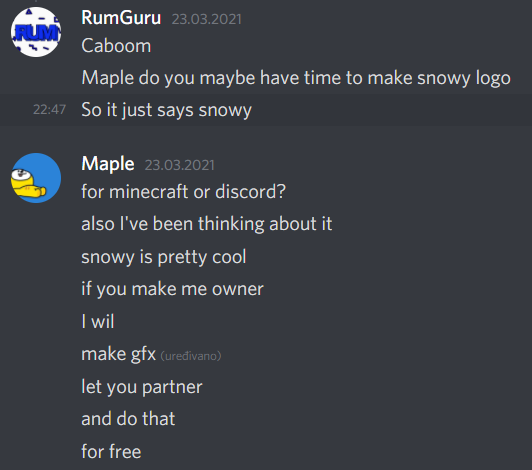 RUM
RumGuru 23.03.2021
Caboom
Maple do you maybe have time to make snowy logo
22:47 So it just says snowy
Maple 23.03.2021
for minecraft or discord?
also I've been thinking about it
snowy is pretty cool
if you make me owner
I wil
make gfx (uređivano)
let you partner
and do that
for free